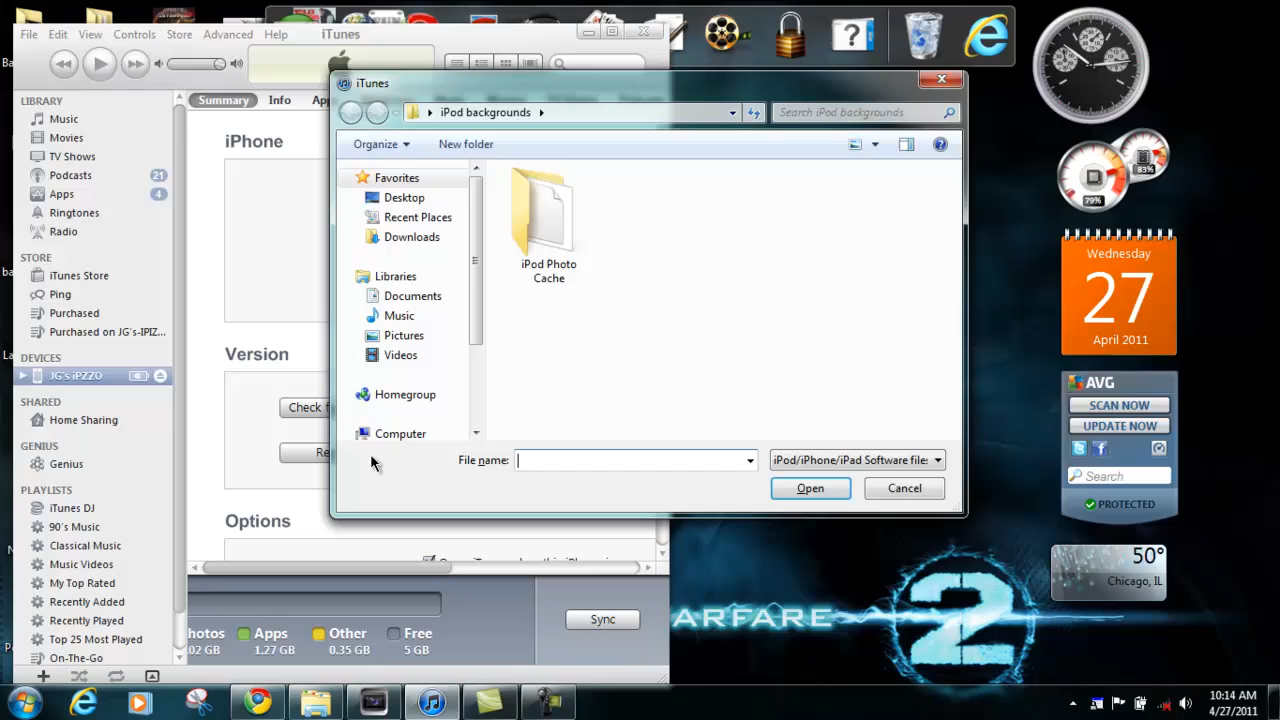 File Edit View Controls Store Advanced Help iTunes
LIBRARY
Music
Movies
TV Shows
Podcasts 21
Apps 4
Ringtones
Radio
STORE
iTunes Store
Ping
Purchased
Purchased on JG's-IPIZ...
DEVICES
JG's iPZZO
SHARED
Home Sharing
GENIUS
Genius
PLAYLISTS
iTunes DJ
90's Music
Classical Music
Music Videos
My Top Rated
Recently Added
Recently Played
Top 25 Most Played
On-The-Go
Summary Info
iPhone
Version
Check f
Re
Options
hotos Apps Other Free
02 GB 1.27 GB 0.35 GB 5 GB
Sync
iTunes
iPod backgrounds
Search iPod backgrounds
Organize New folder
Favorites
Desktop
Recent Places
Downloads
Libraries
Documents
Music
Pictures
Videos
Homegroup
Computer
iPod Photo
Cache
File name: iPod/iPhone/iPad Software files
Open Cancel
79%
83%
Wednesday
27
April 2011
AVG
SCAN NOW
UPDATE NOW
Search
PROTECTED
50°
Chicago, IL
ARFARE 2
10:14 AM
4/27/2011